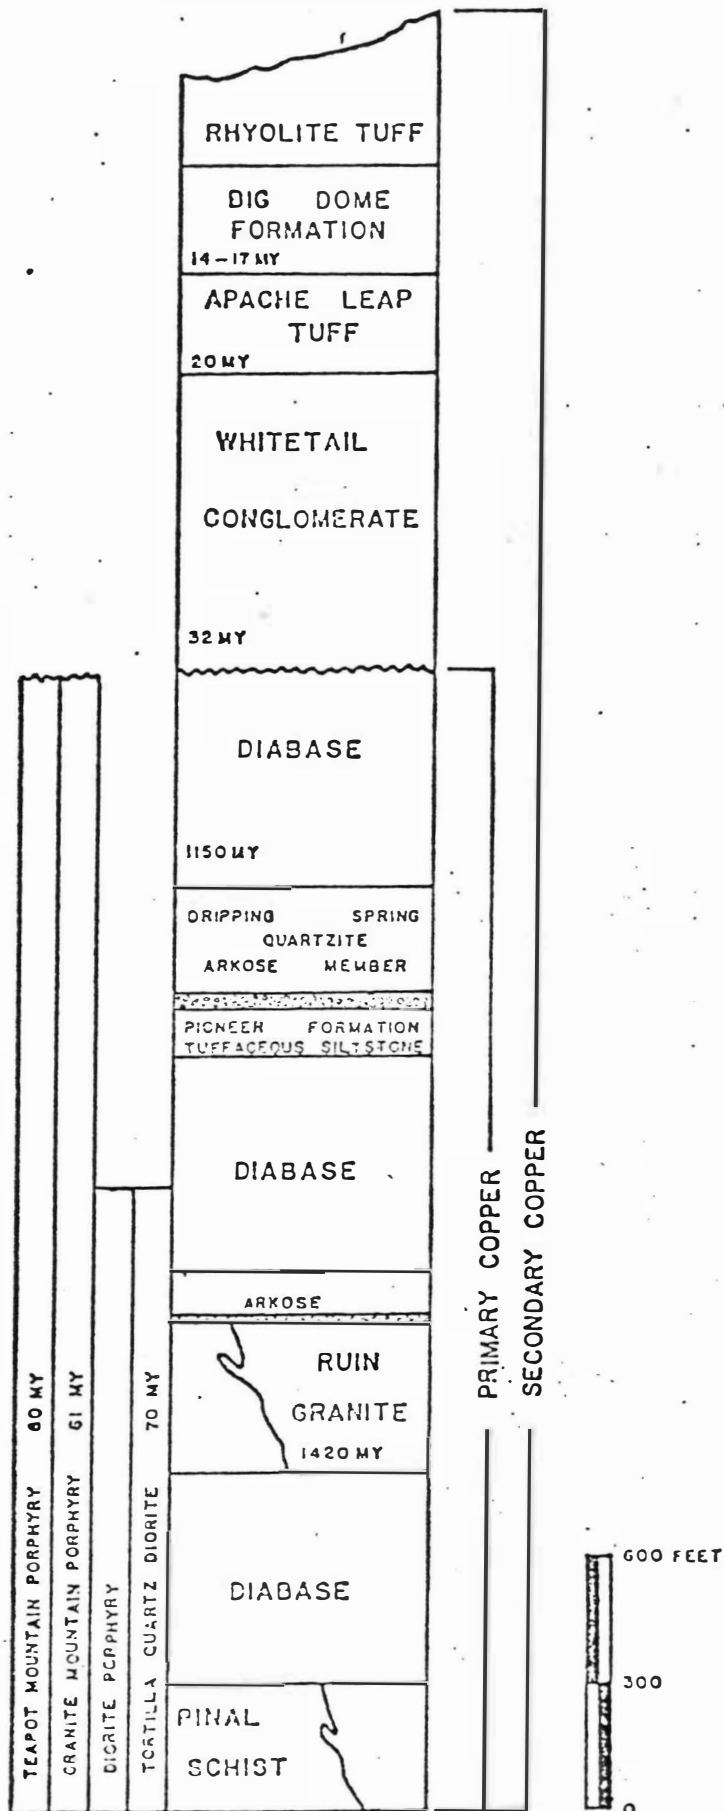 RHYOLITE TUFF
DIG DOME
FORMATION
14-17 MY
APACHE LEAP
TUFF
20 MY
WHITETAIL
CONGLOMERATE
32 MY
DIABASE
1150 MY
DRIPPING SPRING
QUARTZITE
ARKOSE MEMBER
PIONEER FORMATION
TUFFACEOUS SILTSTONE
DIABASE
ARKOSE
RUIN
GRANITE
1420 MY
DIABASE
PINAL
SCHIST
TEAPOT MOUNTAIN PORPHYRY 60 MY
GRANITE MOUNTAIN PORPHYRY 61 MY
DIORITE PORPHYRY
TORTILLA QUARTZ DIORITE 70 MY
PRIMARY COPPER
SECONDARY COPPER
600 FEET
300
0